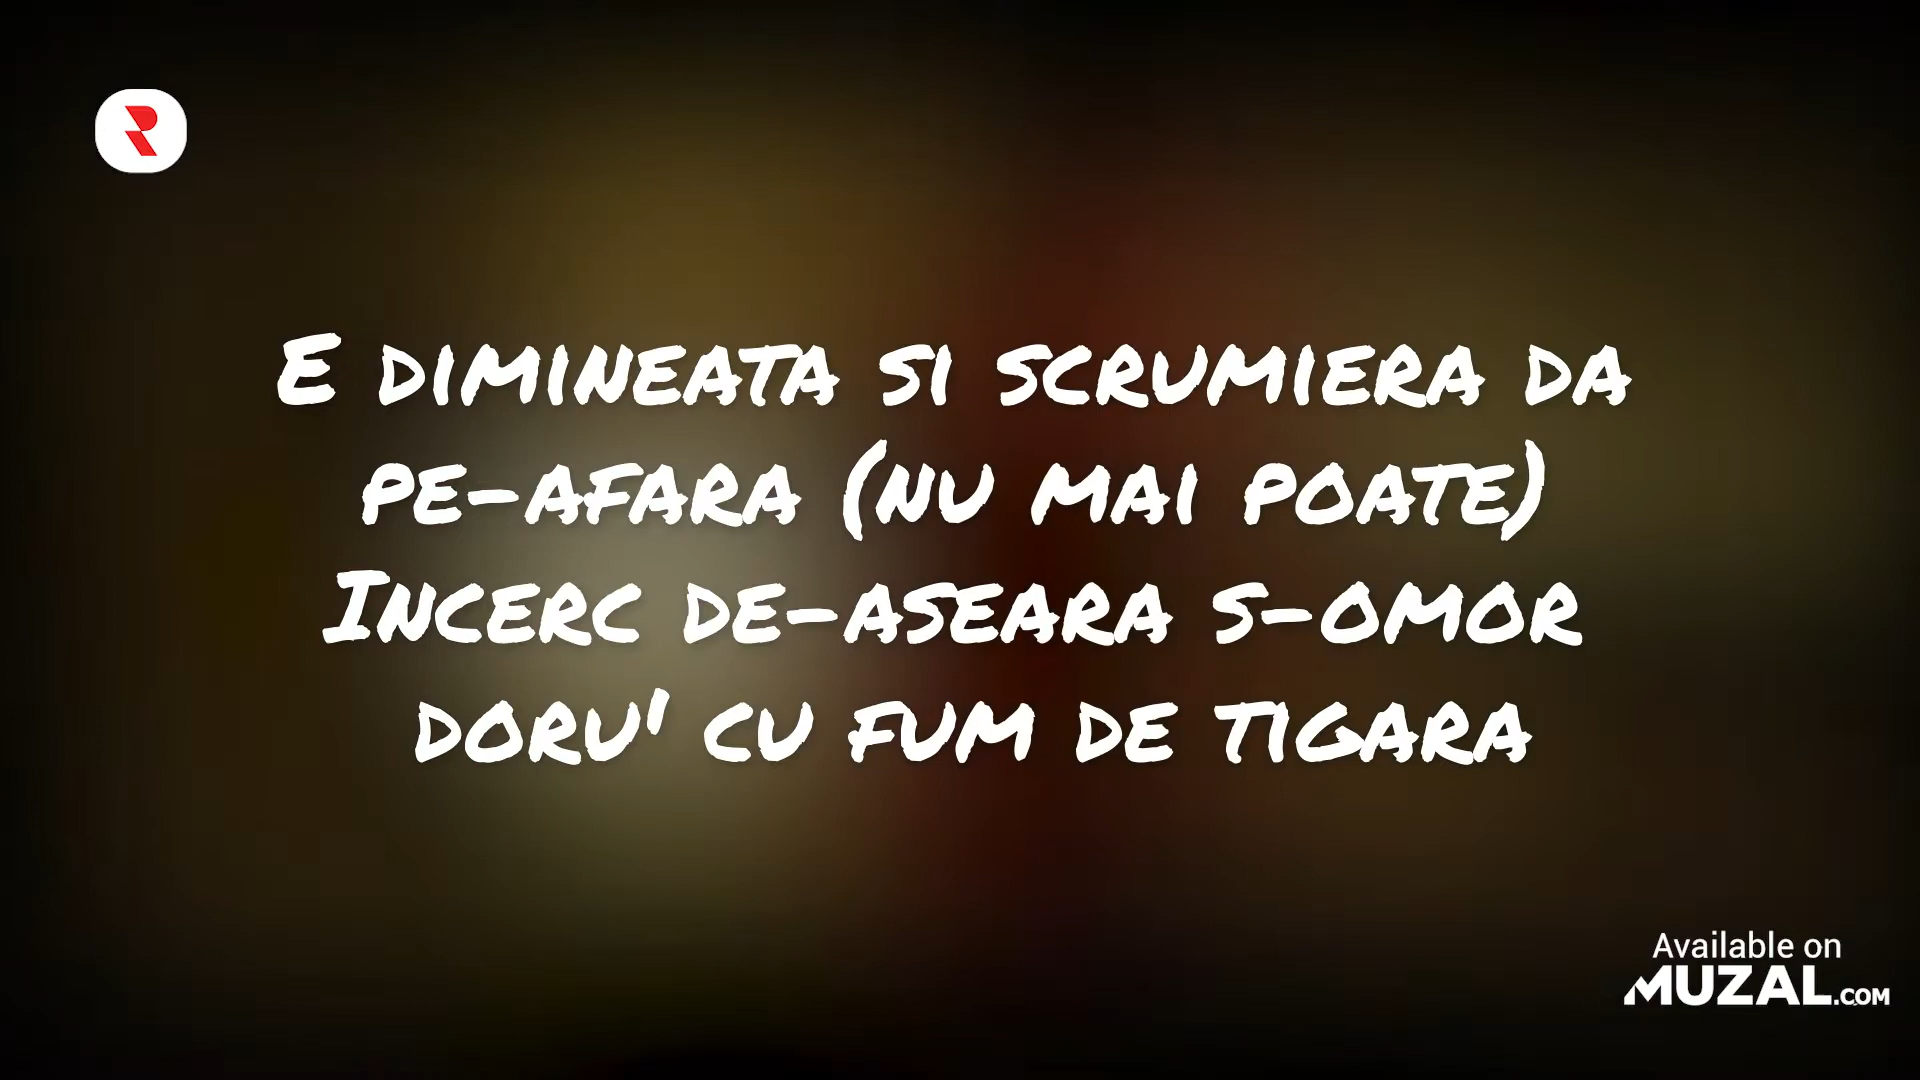 E dimineata si scrumiera da
pe-afara (nu mai poate)
Incerc de-aseara s-omor
doru' cu fum de tigara
Available on
MUZAL.COM